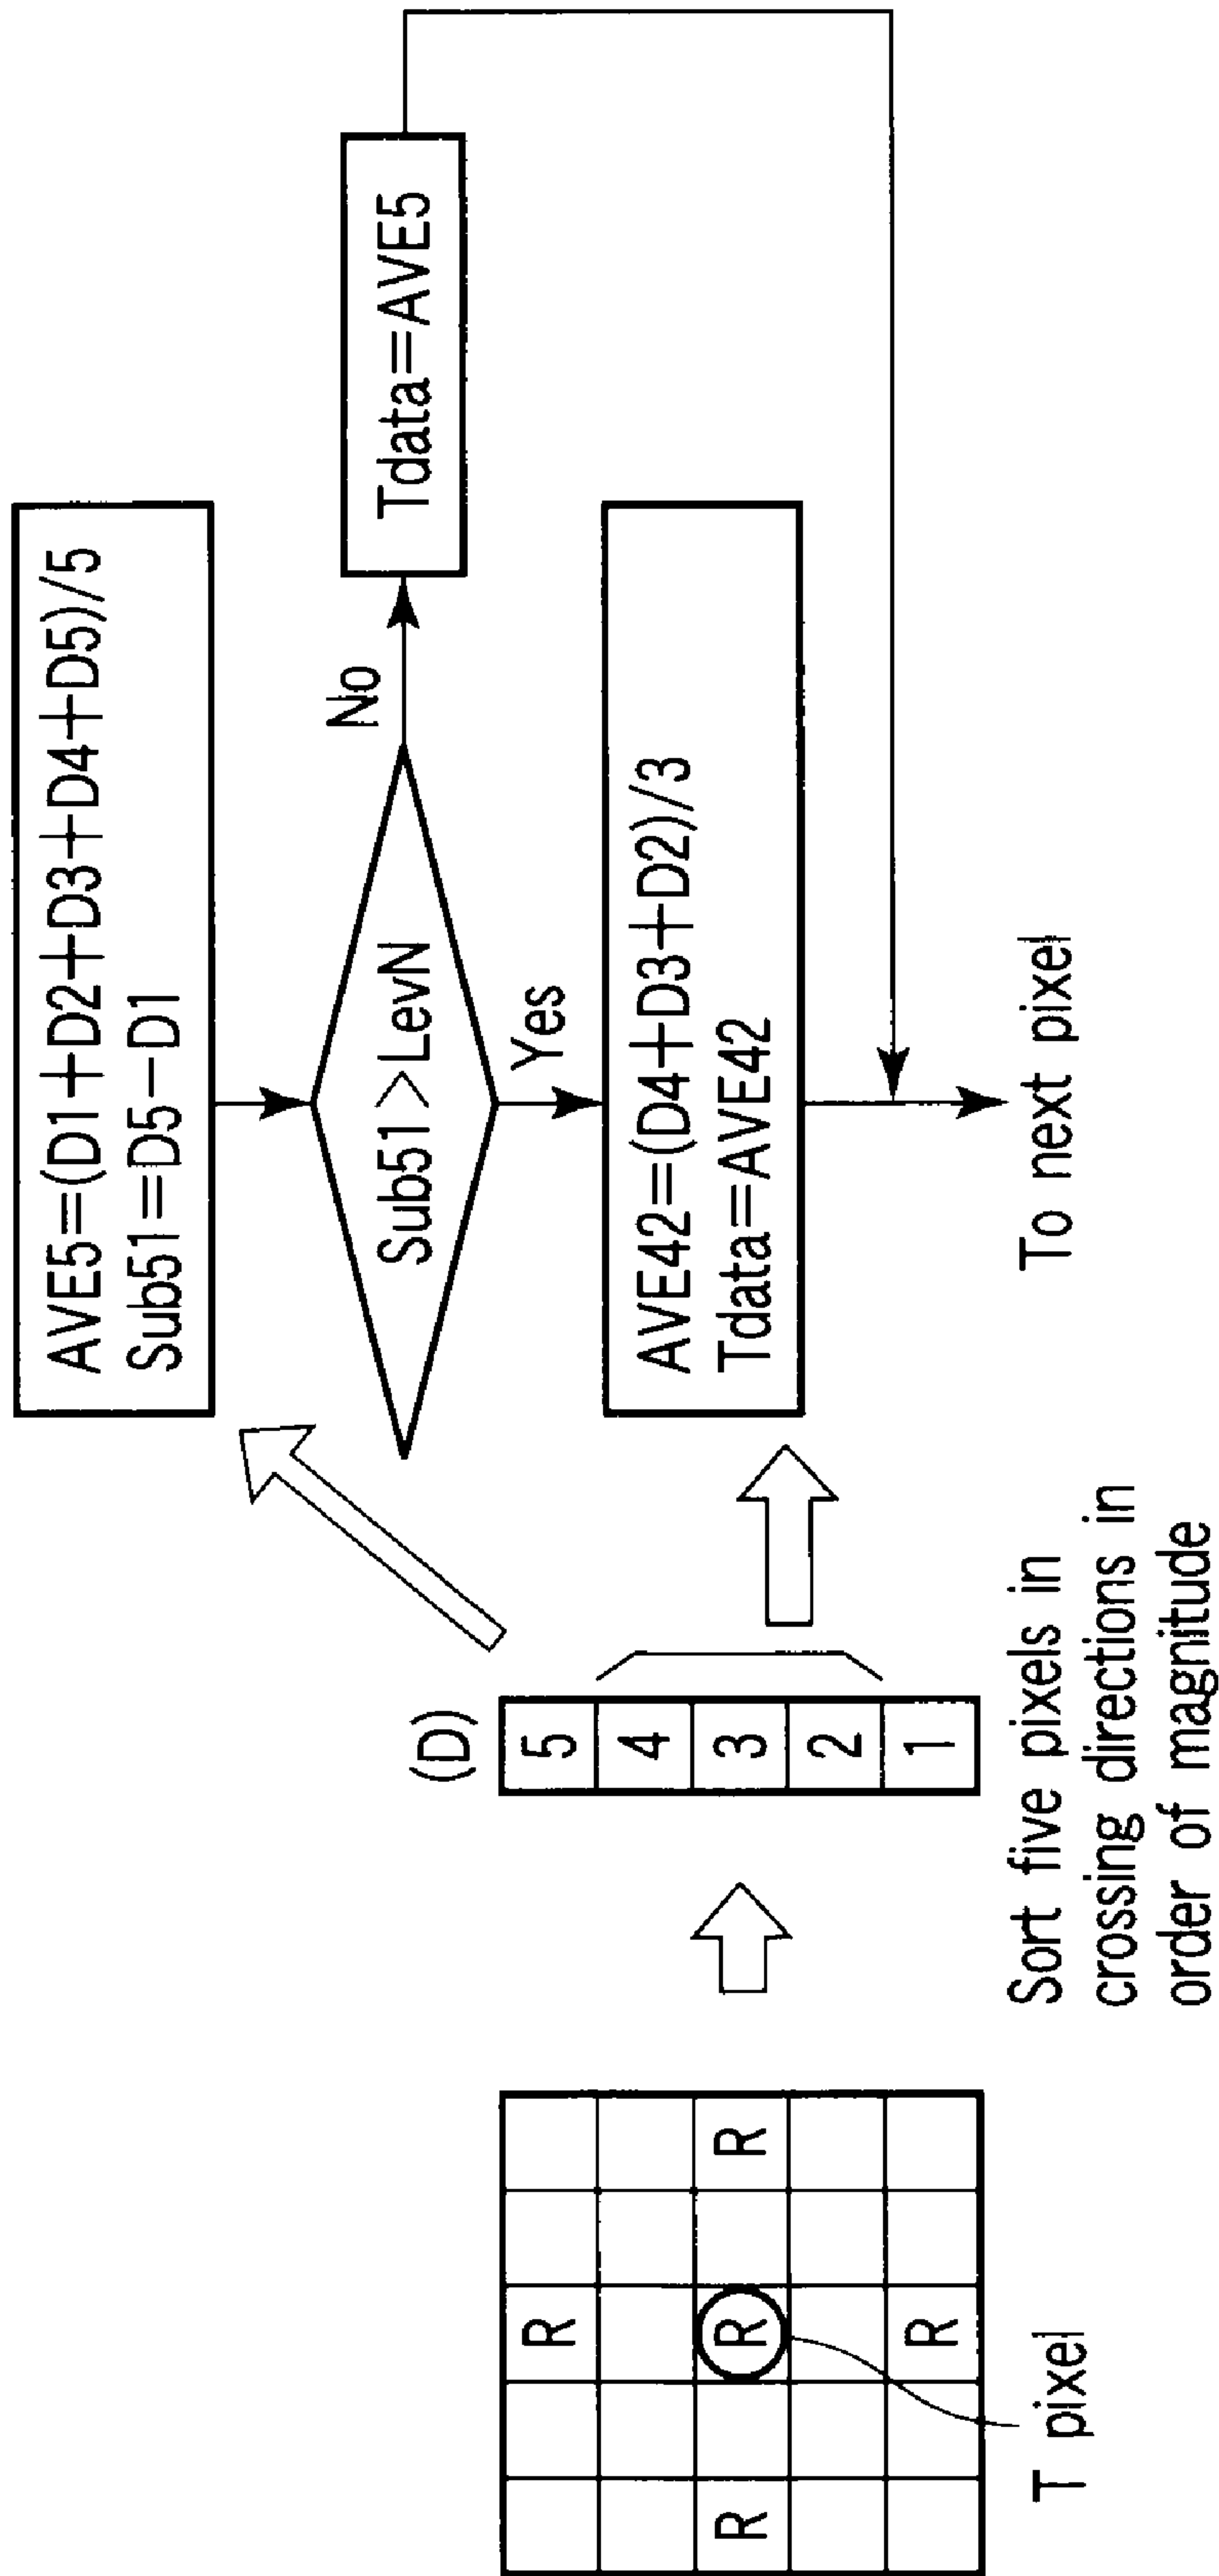 R
R
R
R
R
T pixel
(D)
5
4
3
2
1
Sort five pixels in
crossing directions in
order of magnitude
AVE5=(D1+D2+D3+D4+D5)/5
Sub51=D5-D1
Sub51>LevN
No
Tdata=AVE5
Yes
AVE42=(D4+D3+D2)/3
Tdata=AVE42
To next pixel